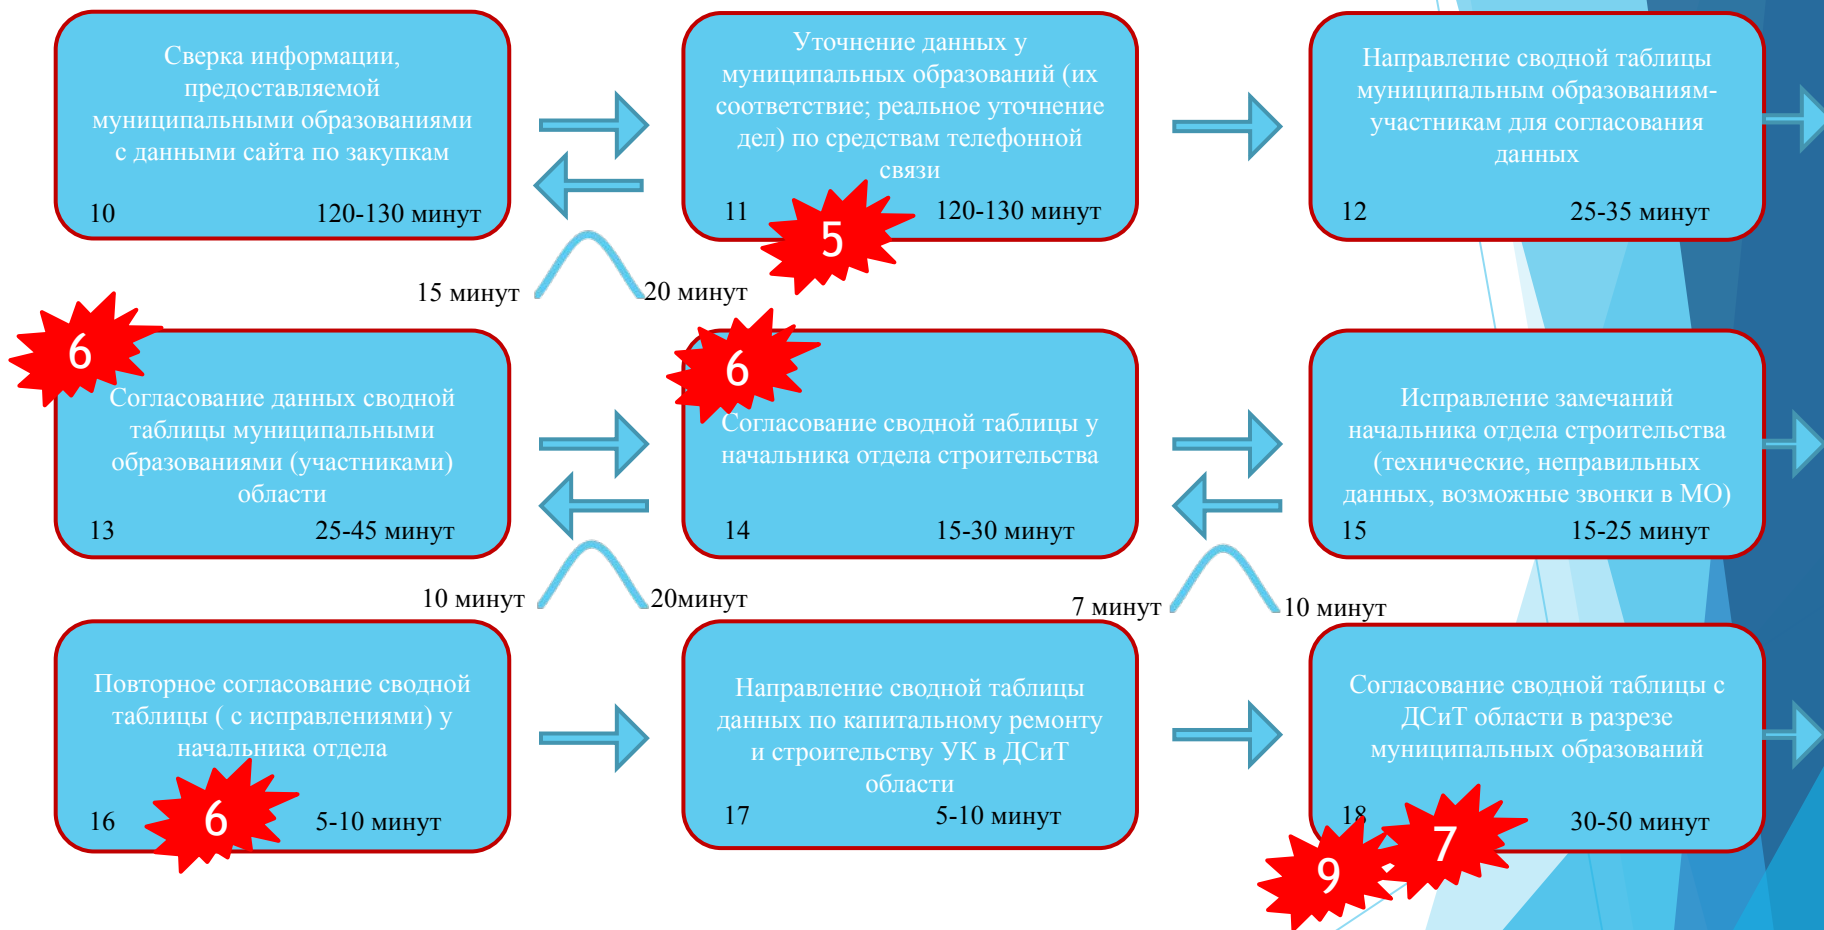 Сверка информации,
предоставляемой
муниципальными образованиями
с данными сайта по закупкам
10
120-130 минут
Уточнение данных у
муниципальных образований (их
соответствие; реальное уточнение
дел) по средствам телефонной
связи
11
120-130 минут
5
Направление сводной таблицы
муниципальным образованиям-
участникам для согласования
данных
12
25-35 минут
15 минут
20 минут
6
Согласование данных сводной
таблицы муниципальными
образованиями (участниками)
области
13
25-45 минут
6
Согласование сводной таблицы у
начальника отдела строительства
14
15-30 минут
Исправление замечаний
начальника отдела строительства
(технические, неправильных
данных, возможные звонки в МО)
15
15-25 минут
10 минут
20минут
7 минут
10 минут
Повторное согласование сводной
таблицы ( с исправлениями) у
начальника отдела
16
6
5-10 минут
Направление сводной таблицы
данных по капитальному ремонту
и строительству УК в ДСиТ
области
17
5-10 минут
Согласование сводной таблицы с
ДСиТ области в разрезе
муниципальных образований
18
30-50 минут
7
9